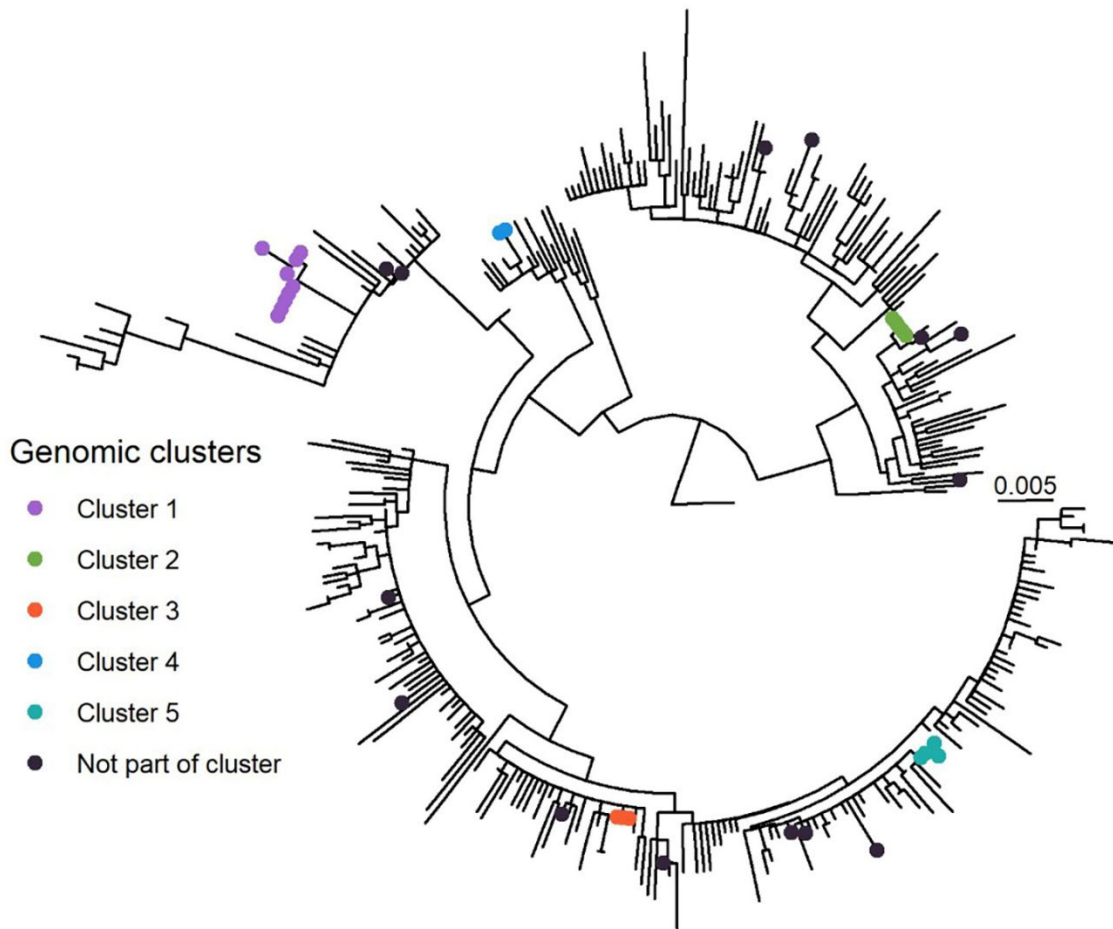 Genomic clusters
Cluster 1
Cluster 2
Cluster 3
Cluster 4
Cluster 5
Not part of cluster
0.005